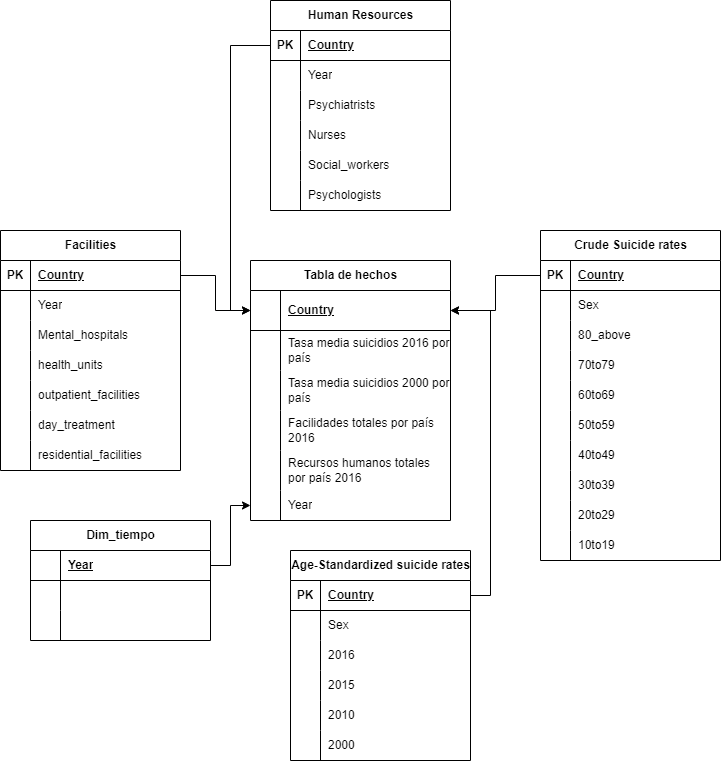 Human Resources
PK Country
Year
Psychiatrists
Nurses
Social_workers
Psychologists
Facilities
PK Country
Year
Mental_hospitals
health_units
outpatient_facilities
day_treatment
residential_facilities
Tabla de hechos
Country
Tasa media suicidios 2016 por
país
Tasa media suicidios 2000 por
país
Facilidades totales por país
2016
Recursos humanos totales
por país 2016
Year
Crude Suicide rates
PK Country
Sex
80_above
70to79
60to69
50to59
40to49
30to39
20to29
10to19
Dim_tiempo
Year
Age-Standardized suicide rates
PK Country
Sex
2016
2015
2010
2000